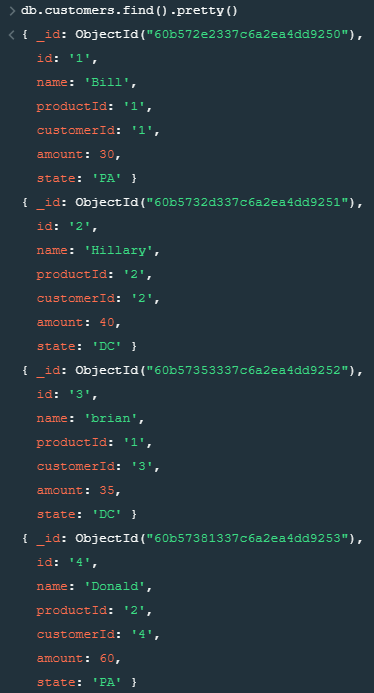 > db.customers.find().pretty()
< { _id: ObjectId("60b572e2337c6a2ea4dd9250"),
id: '1',
name: 'Bill',
productId: '1',
customerId: '1',
amount: 30,
state: 'PA' }
{ _id: ObjectId("60b5732d337c6a2ea4dd9251"),
id: '2',
name: 'Hillary',
productId: '2',
customerId: '2',
amount: 40,
state: 'DC' }
{ _id: ObjectId("60b57353337c6a2ea4dd9252"),
id: '3',
name: 'brian',
productId: '1',
customerId: '3',
amount: 35,
state: 'DC' }
{ _id: ObjectId("60b57381337c6a2ea4dd9253"),
id: '4',
name: 'Donald',
productId: '2',
customerId: '4',
amount: 60,
state: 'PA' }